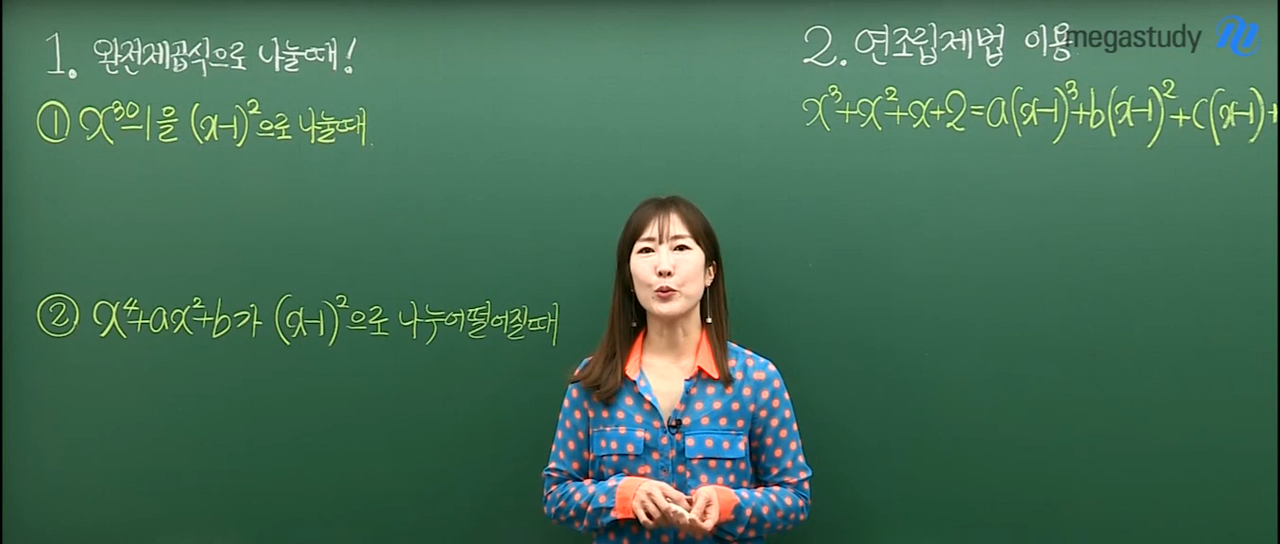 1. 완전제곱식으로 나눌때!
① x³⁰-1을 (x-1)²으로 나눌때
② x⁴+ax²+b가 (x-1)²으로 나누어떨어질때
2. 연조립제법 이용
megastudy
x³+x²+x+2=a(x-1)³+b(x-1)²+c(x-1)+